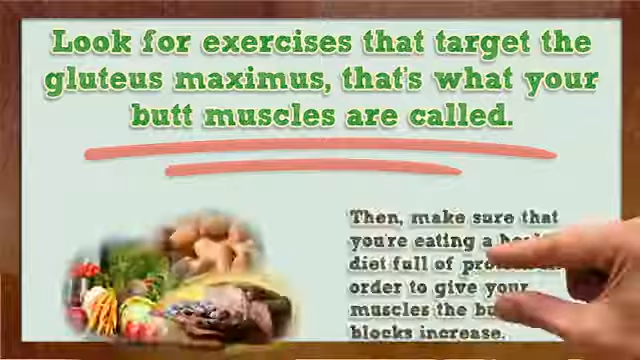 Look for exercises that target the
gluteus maximus, that's what your
butt muscles are called.
Then, make sure that
you're eating a
diet full of
order to give your
muscles the
blocks increase.